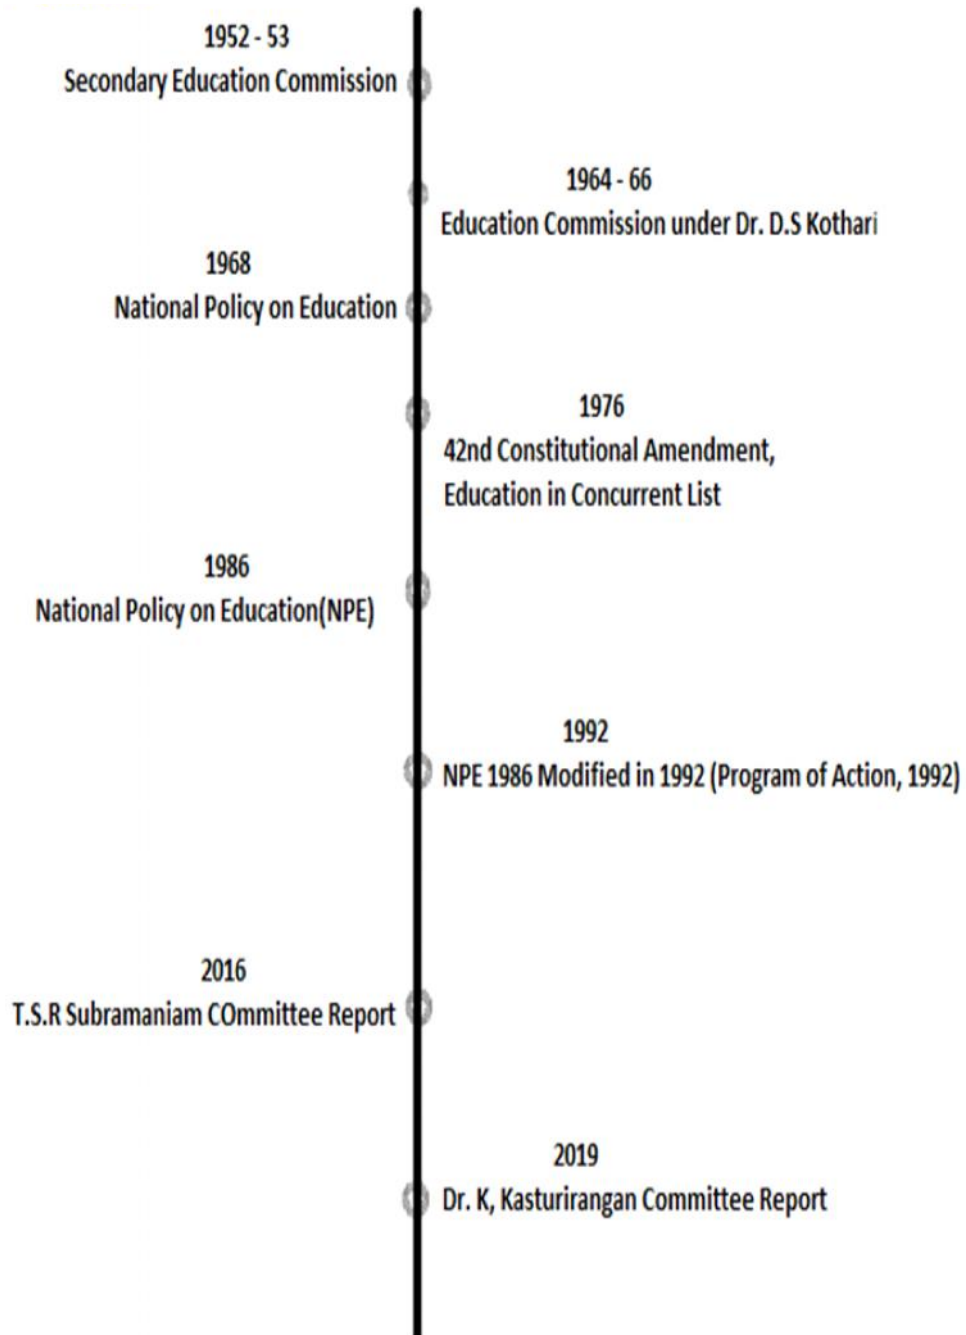 1952 - 53
Secondary Education Commission
1964 - 66
Education Commission under Dr. D.S Kothari
1968
National Policy on Education
1976
42nd Constitutional Amendment,
Education in Concurrent List
1986
National Policy on Education(NPE)
1992
NPE 1986 Modified in 1992 (Program of Action, 1992)
2016
T.S.R Subramaniam COmmittee Report
2019
Dr. K, Kasturirangan Committee Report